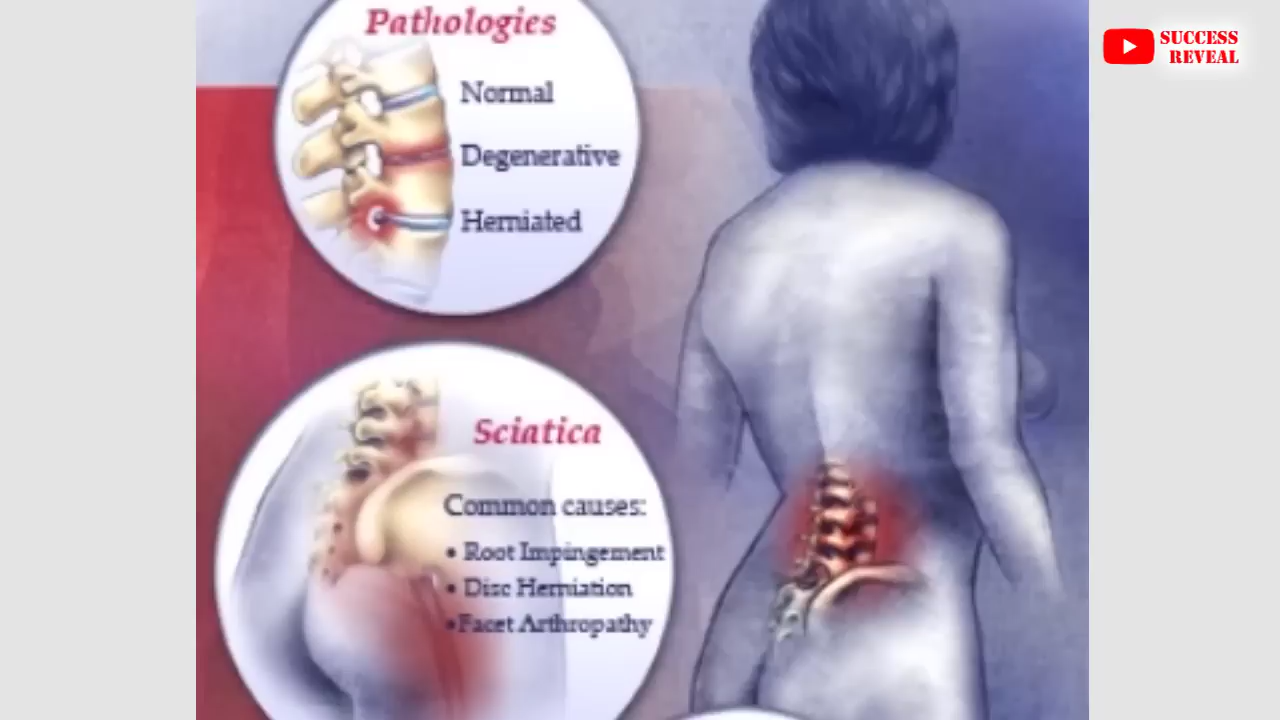 Pathologies
Normal
Degenerative
Herniated
Sciatica
Common causes:
• Root Impingement
• Disc Herniation
•Facet Arthropathy
SUCCESS
REVEAL